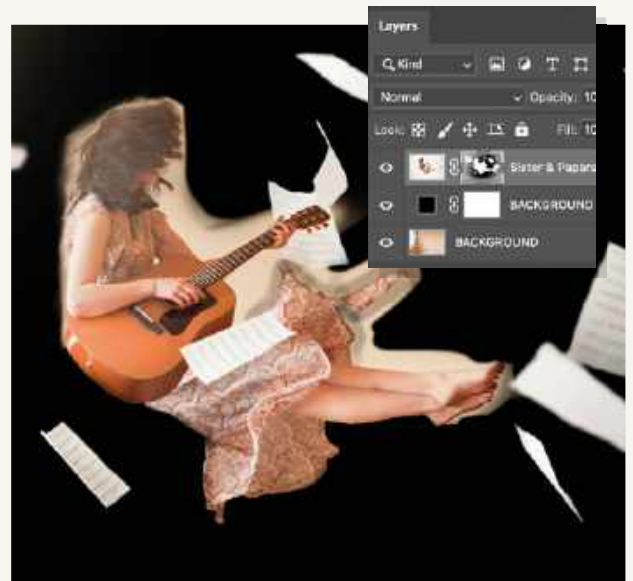 Layers
Kind
Normal Opacity: 10
Lock: Fill: 10
Sister & Papers
BACKGROUND
BACKGROUND